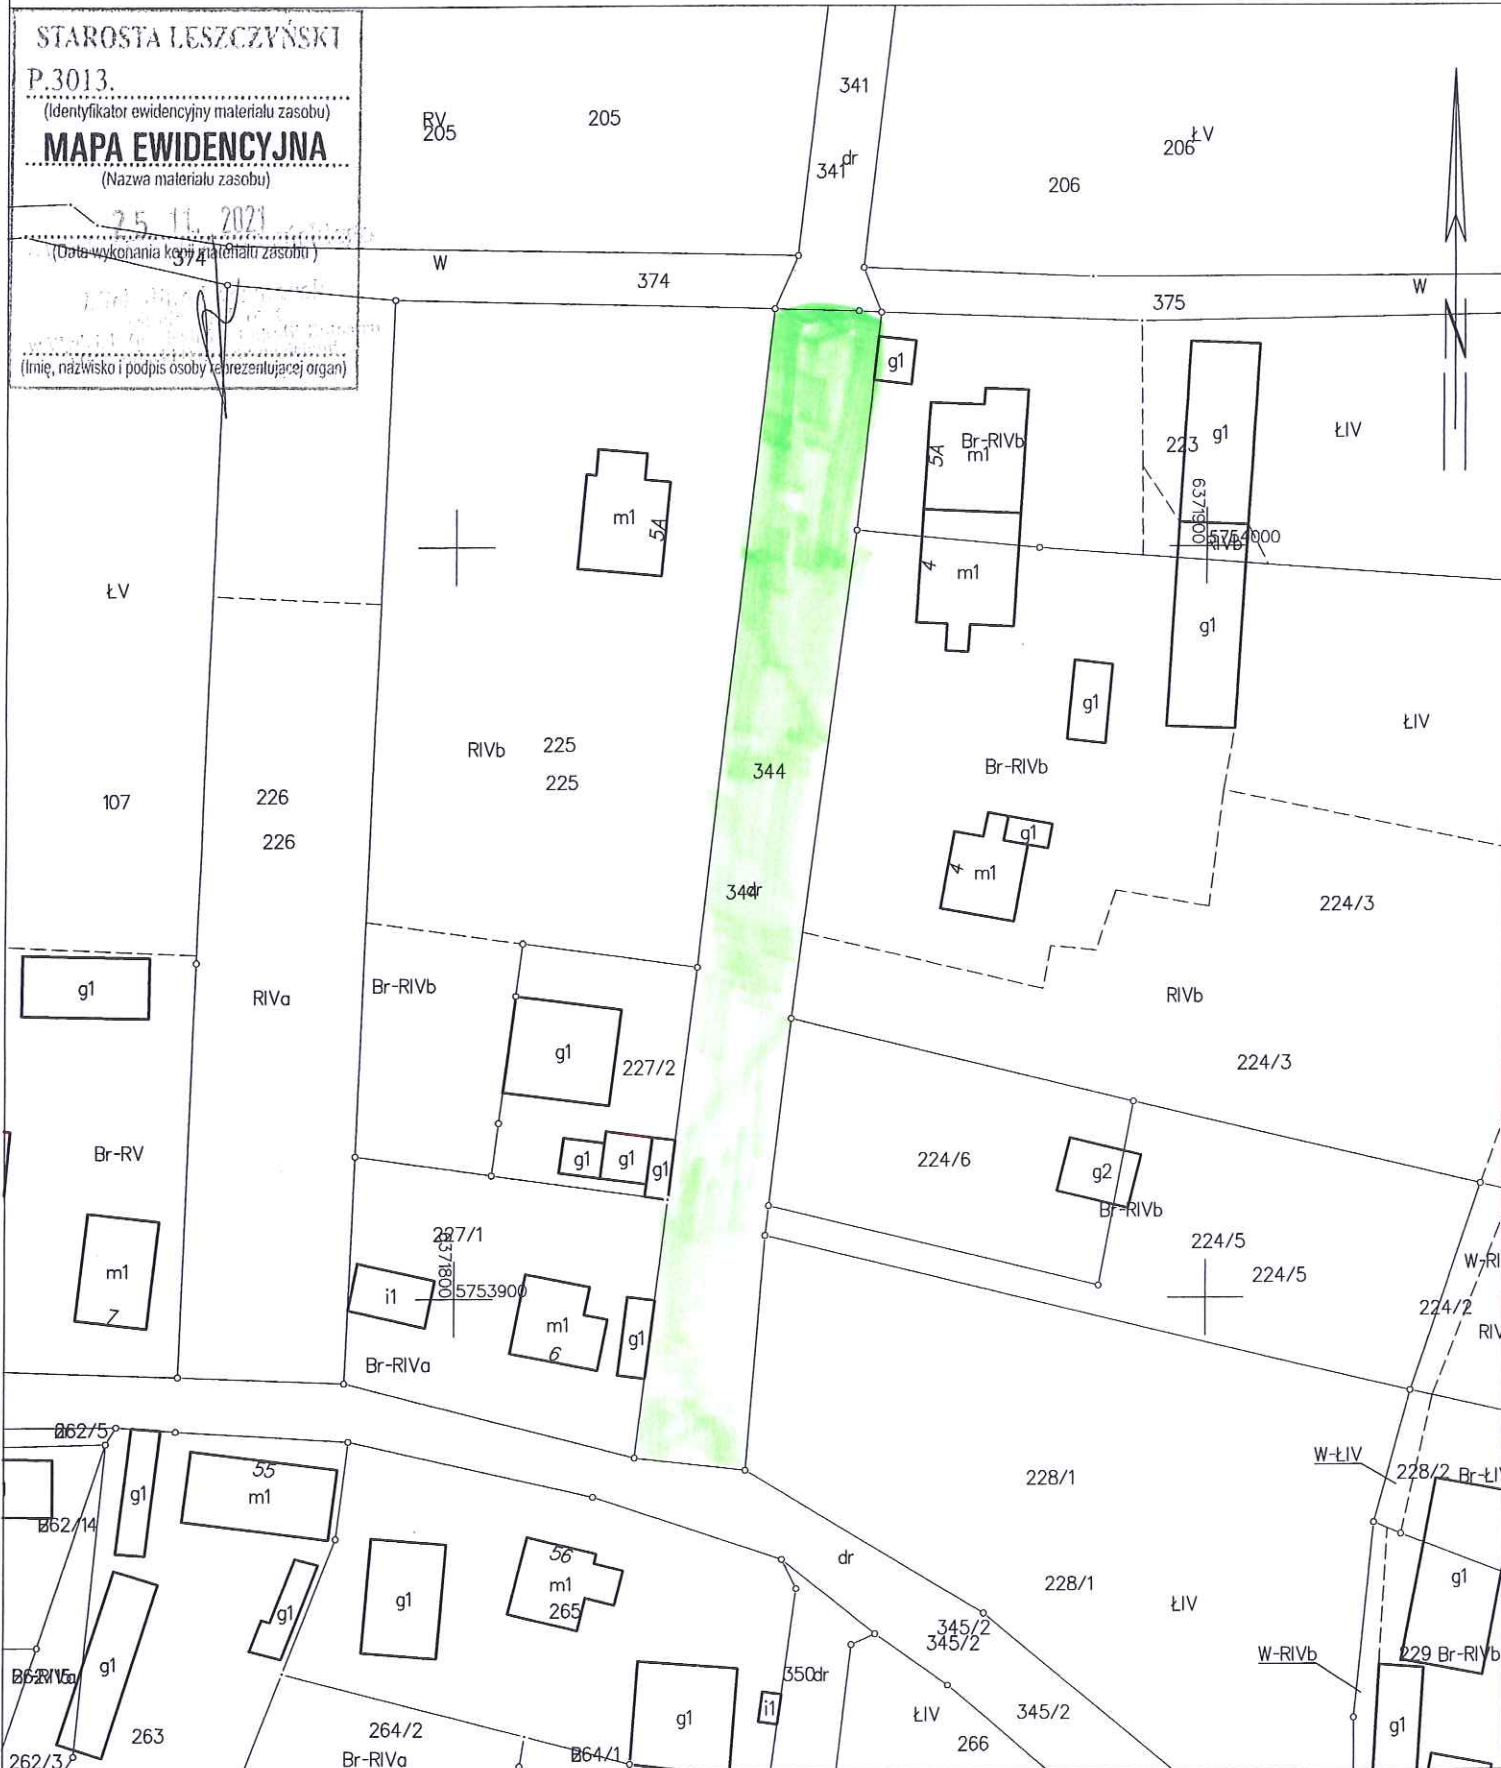 STAROSTA LESZCZYŃSKI
P.3013.
(Identyfikator ewidencyjny materiału zasobu)
MAPA EWIDENCYJNA
(Nazwa materiału zasobu)
25. 11. 2021
(Data wykonania kopii materiału zasobu)
(Imię, nazwisko i podpis osoby reprezentującej organ)
341
RV
205
205
341
dr
206
ŁV
206
374
W
374
375
W
N
g1
Br-RIVb
m1
5A
223
g1
ŁIV
m1
5A
6371900
5754000
RIVb
4
m1
g1
ŁV
g1
ŁIV
RIVb
225
225
344
Br-RIVb
107
226
226
g1
4
m1
344
dr
224/3
g1
RIVa
Br-RIVb
RIVb
g1
227/2
224/3
Br-RV
g1
g1
g1
224/6
g2
Br-RIVb
227/1
224/5
224/5
m1
7
i1
6371800
5753900
m1
6
g1
W-RI
224/2
RIV
Br-RIVa
262/5
55
m1
g1
228/1
W-ŁIV
228/2
Br-ŁIV
262/14
56
m1
265
g1
g1
dr
228/1
ŁIV
g1
345/2
345/2
g1
W-RIVb
229
Br-RIVb
350
dr
i1
g1
ŁIV
345/2
g1
263
264/2
266
262/3
Br-RIVa
264/1